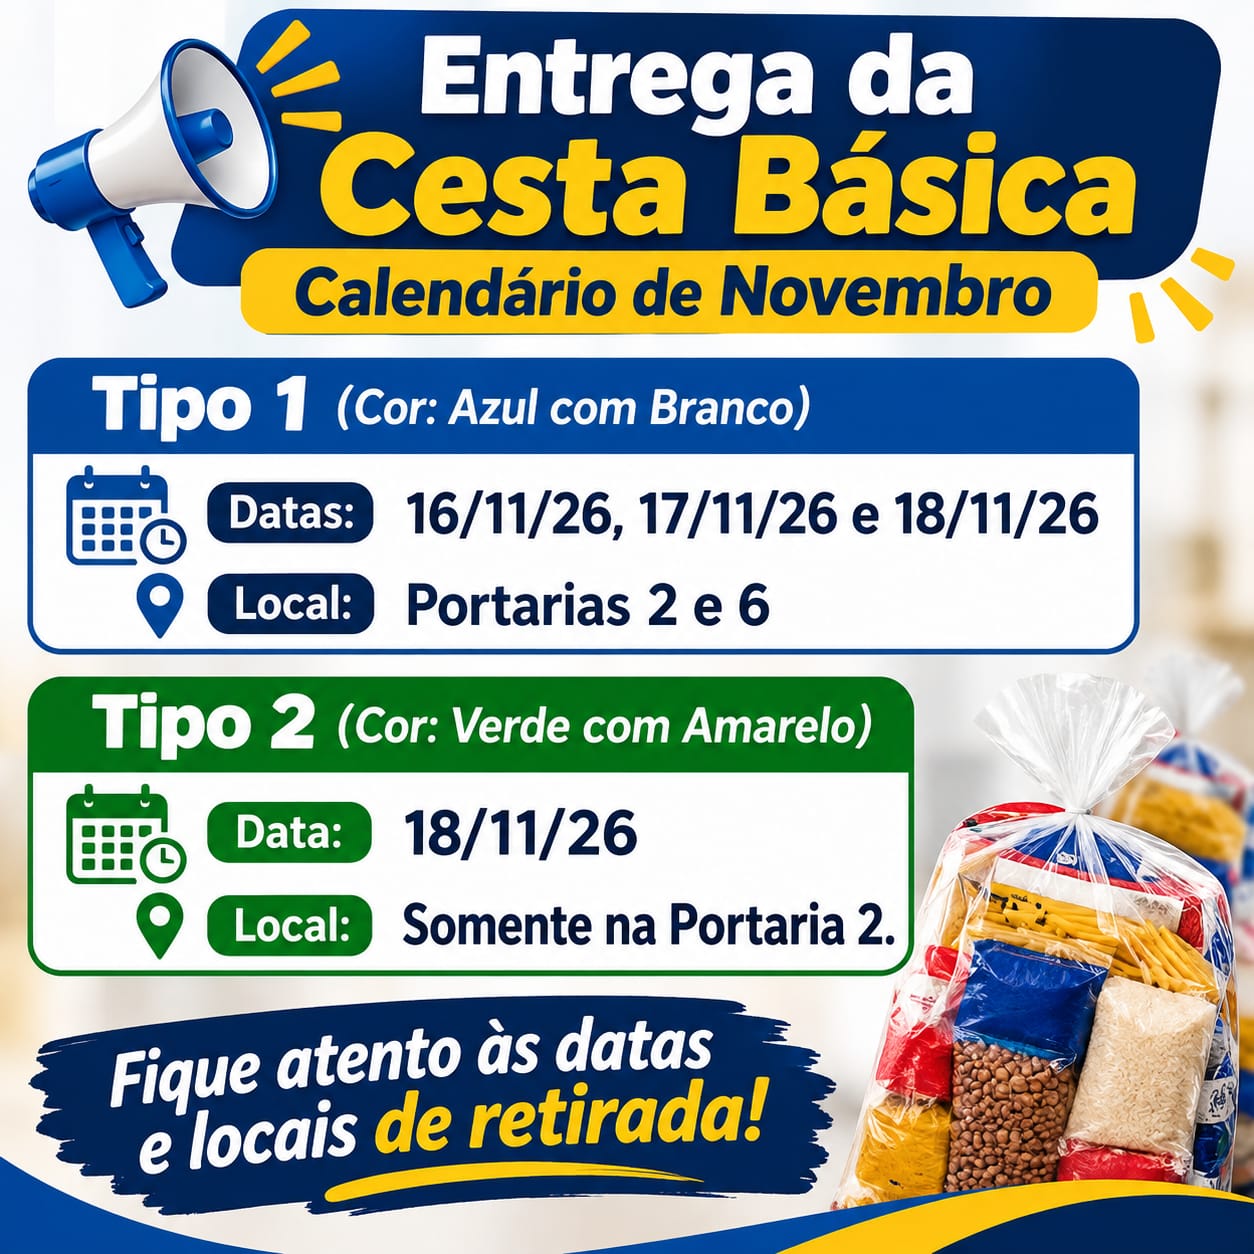 Entrega da
Cesta Básica
Calendário de Novembro
Tipo 1 (Cor: Azul com Branco)
Datas: 16/11/26, 17/11/26 e 18/11/26
Local: Portarias 2 e 6
Tipo 2 (Cor: Verde com Amarelo)
Data: 18/11/26
Local: Somente na Portaria 2.
Fique atento às datas
e locais de retirada!